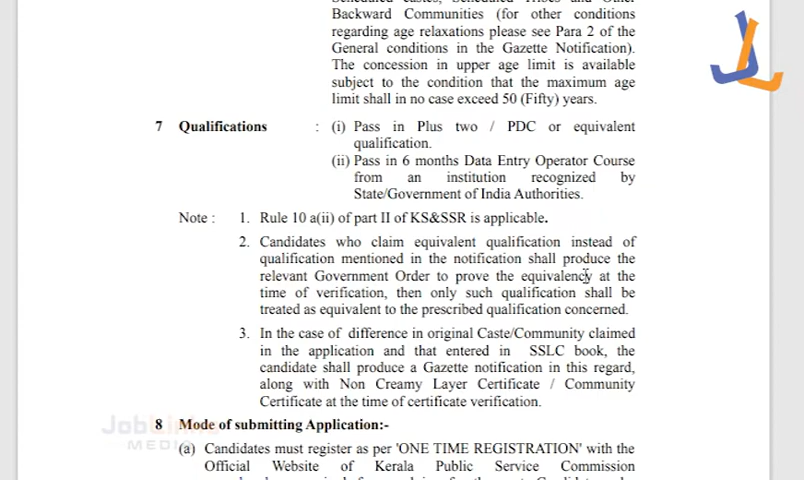 Backward Communities (for other conditions
regarding age relaxations please see Para 2 of the
General conditions in the Gazette Notification).
The concession in upper age limit is available
subject to the condition that the maximum age
limit shall in no case exceed 50 (Fifty) years.
7 Qualifications : (i) Pass in Plus two / PDC or equivalent
qualification.
(ii) Pass in 6 months Data Entry Operator Course
from an institution recognized by
State/Government of India Authorities.
Note : 1. Rule 10 a(ii) of part II of KS&SSR is applicable.
2. Candidates who claim equivalent qualification instead of
qualification mentioned in the notification shall produce the
relevant Government Order to prove the equivalency at the
time of verification, then only such qualification shall be
treated as equivalent to the prescribed qualification concerned.
3. In the case of difference in original Caste/Community claimed
in the application and that entered in SSLC book, the
candidate shall produce a Gazette notification in this regard,
along with Non Creamy Layer Certificate / Community
Certificate at the time of certificate verification.
8 Mode of submitting Application:-
(a) Candidates must register as per 'ONE TIME REGISTRATION' with the
Official Website of Kerala Public Service Commission
MEDIA